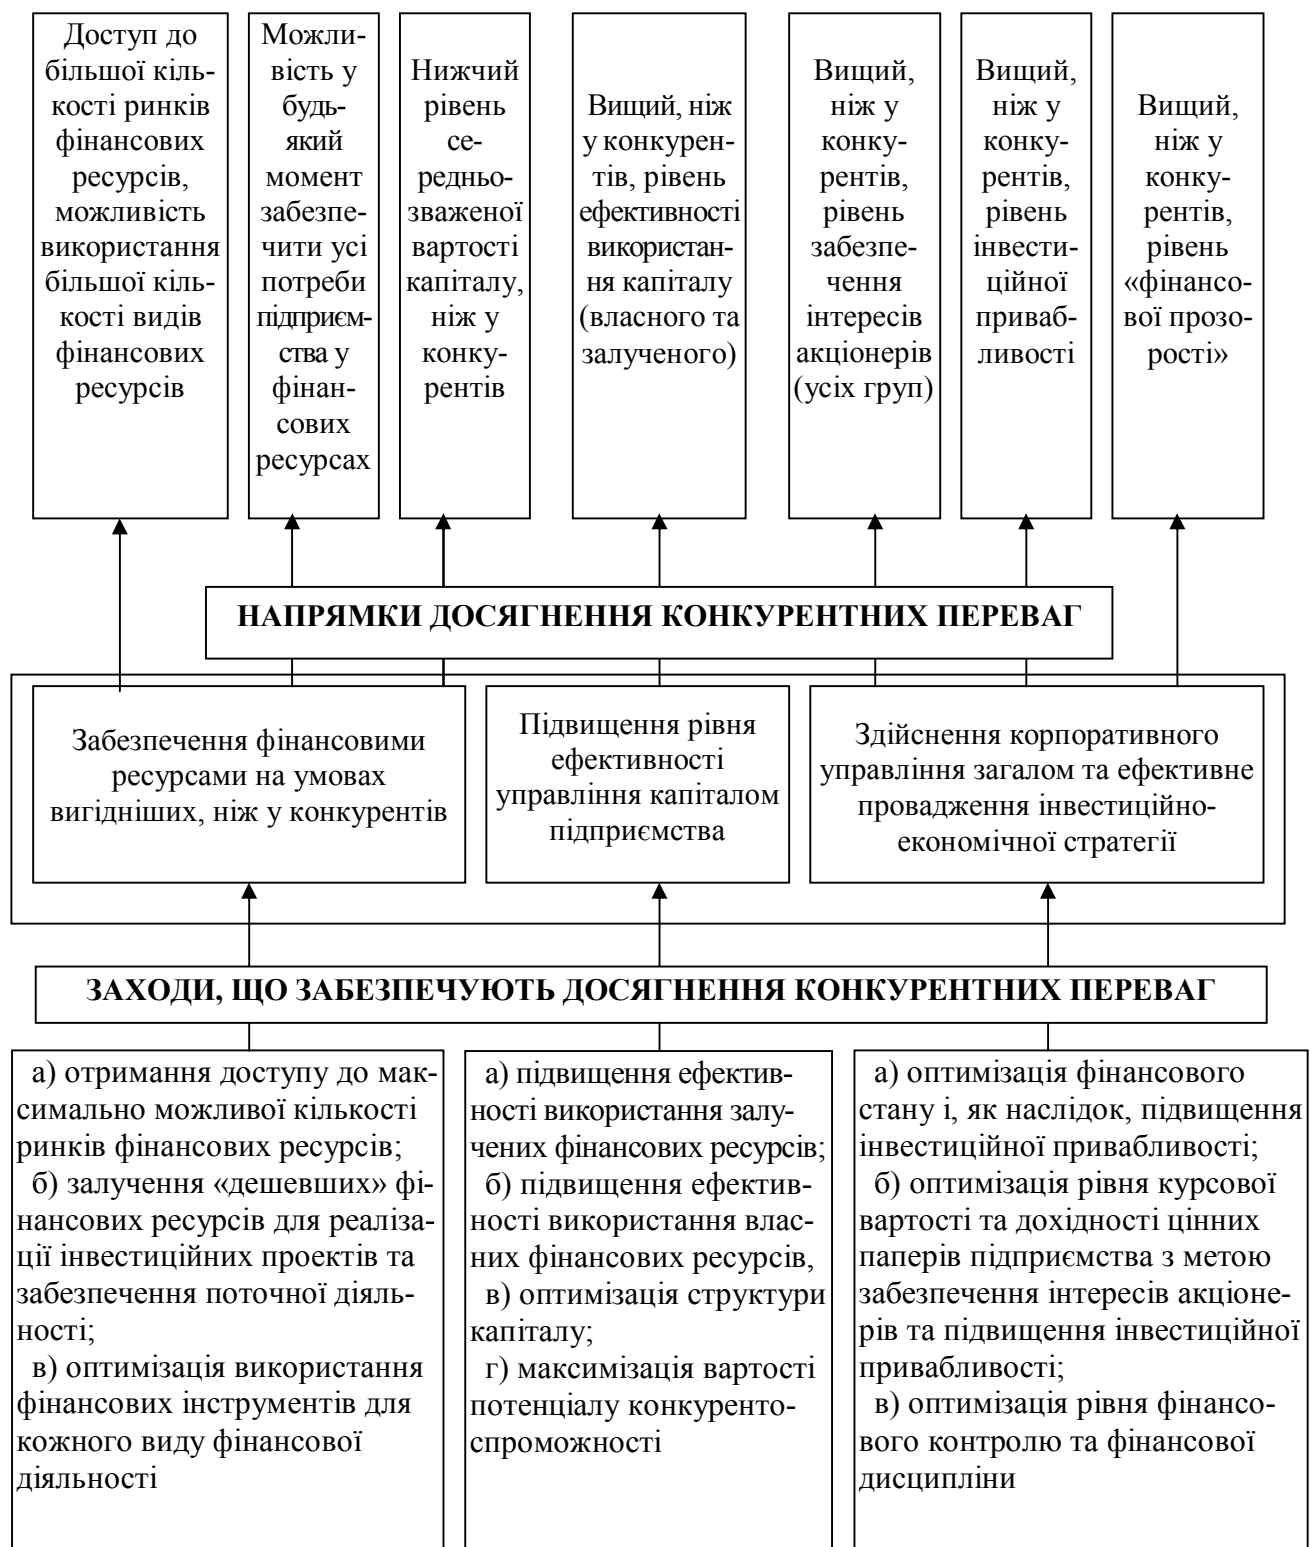 Доступ до
більшої кіль-
кості ринків
фінансових
ресурсів,
можливість
використання
більшої кіль-
кості видів
фінансових
ресурсів
Можли-
вість у
будь-
який
момент
забезпе-
чити усі
потреби
підприєм-
ства у
фінан-
сових
ресурсах
Нижчий
рівень
се-
редньо-
зваженої
вартості
капіталу,
ніж у
конку-
рентів
Вищий, ніж
у конкурен-
тів, рівень
ефективності
використан-
ня капіталу
(власного та
залученого)
Вищий,
ніж у
конку-
рентів,
рівень
забезпе-
чення
інтересів
акціонерів
(усіх груп)
Вищий,
ніж у
конку-
рентів,
рівень
інвести-
ційної
приваб-
ливості
Вищий,
ніж у
конку-
рентів,
рівень
«фінансо-
вої прозо-
рості»
НАПРЯМКИ ДОСЯГНЕННЯ КОНКУРЕНТНИХ ПЕРЕВАГ
Забезпечення фінансовими
ресурсами на умовах
вигідніших, ніж у конкурентів
Підвищення рівня
ефективності
управління капіталом
підприємства
Здійснення корпоративного
управління загалом та ефективне
провадження інвестиційно-
економічної стратегії
ЗАХОДИ, ЩО ЗАБЕЗПЕЧУЮТЬ ДОСЯГНЕННЯ КОНКУРЕНТНИХ ПЕРЕВАГ
а) отримання доступу до мак-
симально можливої кількості
ринків фінансових ресурсів;
б) залучення «дешевших» фі-
нансових ресурсів для реаліза-
ції інвестиційних проектів та
забезпечення поточної діяль-
ності;
в) оптимізація використання
фінансових інструментів для
кожного виду фінансової
діяльності
а) підвищення ефектив-
ності використання залу-
чених фінансових ресурсів;
б) підвищення ефектив-
ності використання влас-
них фінансових ресурсів,
в) оптимізація структури
капіталу;
г) максимізація вартості
потенціалу конкуренто-
спроможності
а) оптимізація фінансового
стану і, як наслідок, підвищення
інвестиційної привабливості;
б) оптимізація рівня курсової
вартості та дохідності цінних
паперів підприємства з метою
забезпечення інтересів акціоне-
рів та підвищення інвестиційної
привабливості;
в) оптимізація рівня фінансо-
вого контролю та фінансової
дисципліни